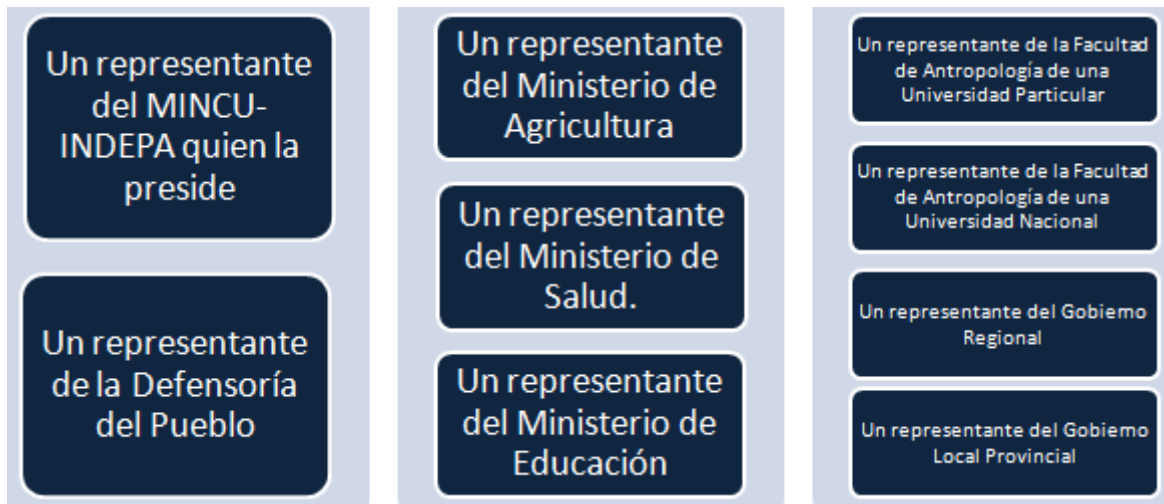 Un representante
del MINCU-
INDEPA quien la
preside
Un representante
de la Defensoría
del Pueblo
Un representante
del Ministerio de
Agricultura
Un representante
del Ministerio de
Salud.
Un representante
del Ministerio de
Educación
Un representante de la Facultad
de Antropología de una
Universidad Particular
Un representante de la Facultad
de Antropología de una
Universidad Nacional
Un representante del Gobierno
Regional
Un representante del Gobierno
Local Provincial